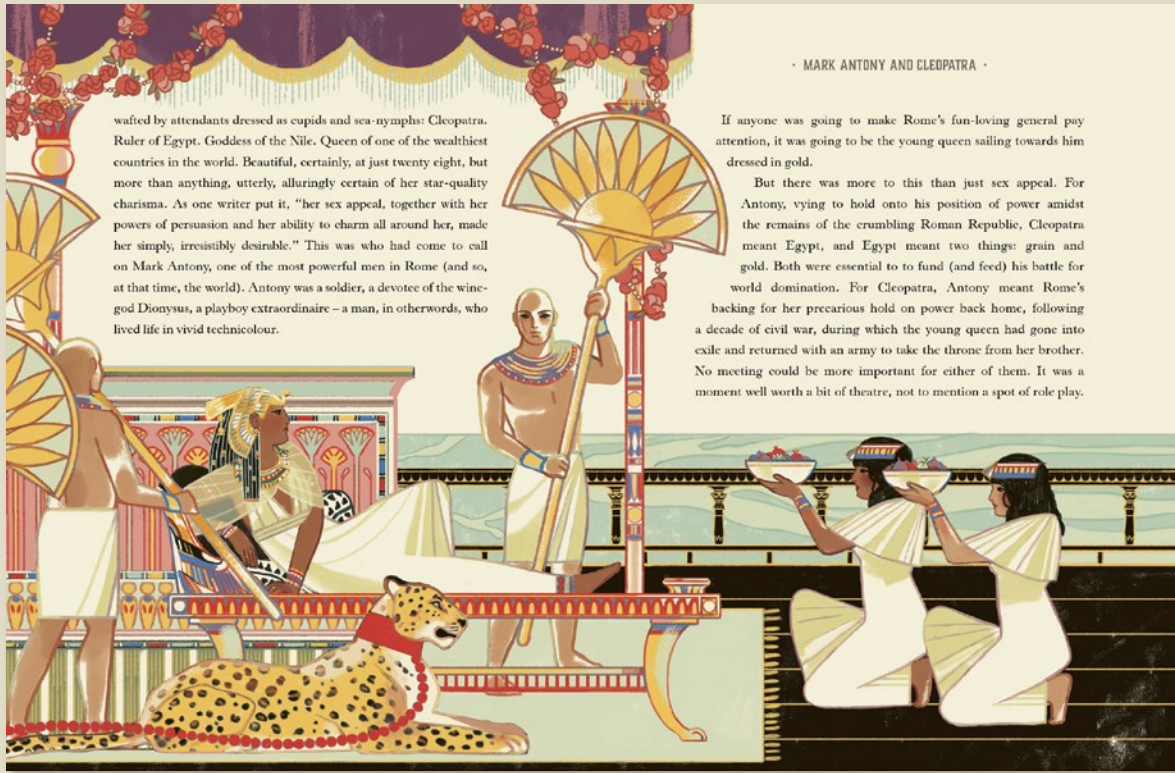 wafted by attendants dressed as cupids and sea-nymphs: Cleopatra.
Ruler of Egypt. Goddess of the Nile. Queen of one of the wealthiest
countries in the world. Beautiful, certainly, at just twenty eight, but
more than anything, utterly, alluringly certain of her star-quality
charisma. As one writer put it, “her sex appeal, together with her
powers of persuasion and her ability to charm all around her, made
her simply, irresistibly desirable.” This was who had come to call
on Mark Antony, one of the most powerful men in Rome (and so,
at that time, the world). Antony was a soldier, a devotee of the wine-
god Dionysus, a playboy extraordinaire – a man, in otherwords, who
lived life in vivid technicolour.
· MARK ANTONY AND CLEOPATRA ·
If anyone was going to make Rome’s fun-loving general pay
attention, it was going to be the young queen sailing towards him
dressed in gold.
But there was more to this than just sex appeal. For
Antony, vying to hold onto his position of power amidst
the remains of the crumbling Roman Republic, Cleopatra
meant Egypt, and Egypt meant two things: grain and
gold. Both were essential to to fund (and feed) his battle for
world domination. For Cleopatra, Antony meant Rome’s
backing for her precarious hold on power back home, following
a decade of civil war, during which the young queen had gone into
exile and returned with an army to take the throne from her brother.
No meeting could be more important for either of them. It was a
moment well worth a bit of theatre, not to mention a spot of role play.